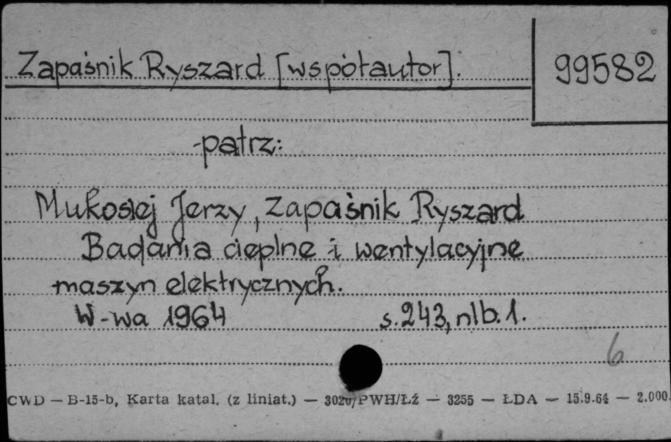 Zapaśnik Ryszard [współautor].
99582
-patrz:
Mukosiej Jerzy, Zapaśnik Ryszard
Badania cieplne i wentylacyjne
maszyn elektrycznych.
W-wa 1964 s. 243, nlb. 1.
6
CWD — B-15-b, Karta katal. (z liniat.) — 3020/PWH/Łź — 3255 — ŁDA — 15.9.64 — 2.000.